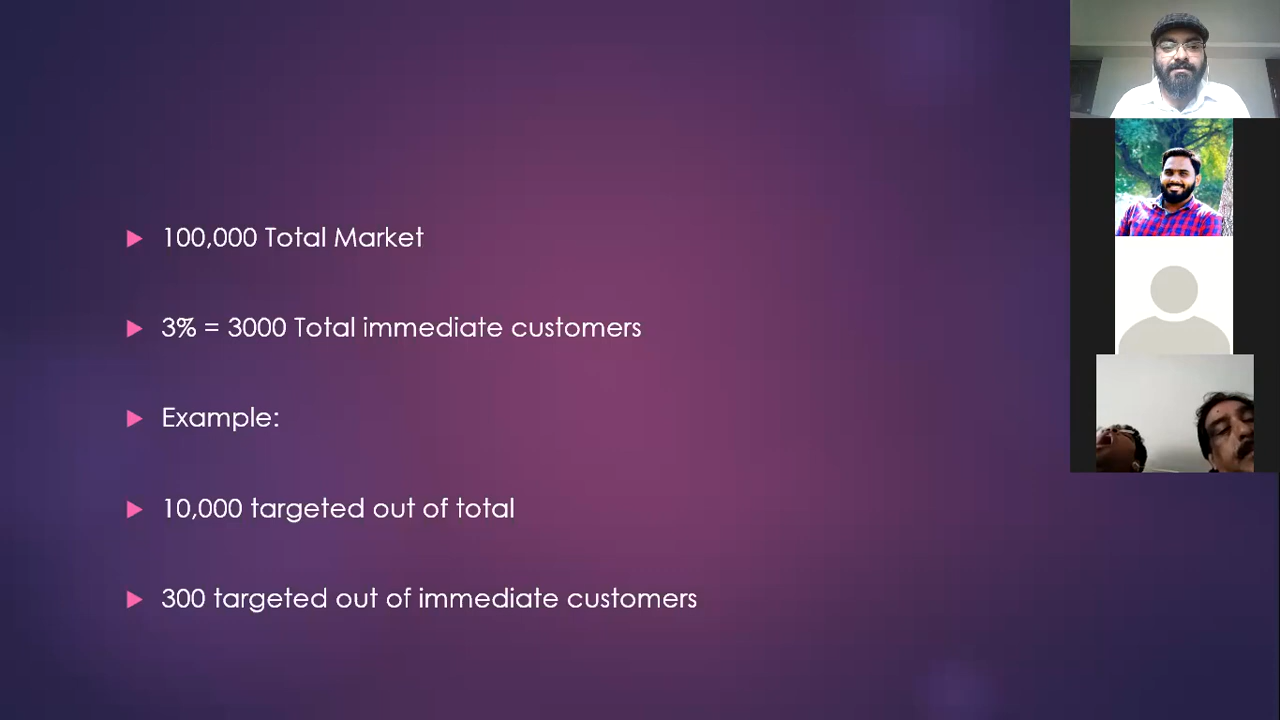 100,000 Total Market
3% = 3000 Total immediate customers
Example:
10,000 targeted out of total
300 targeted out of immediate customers